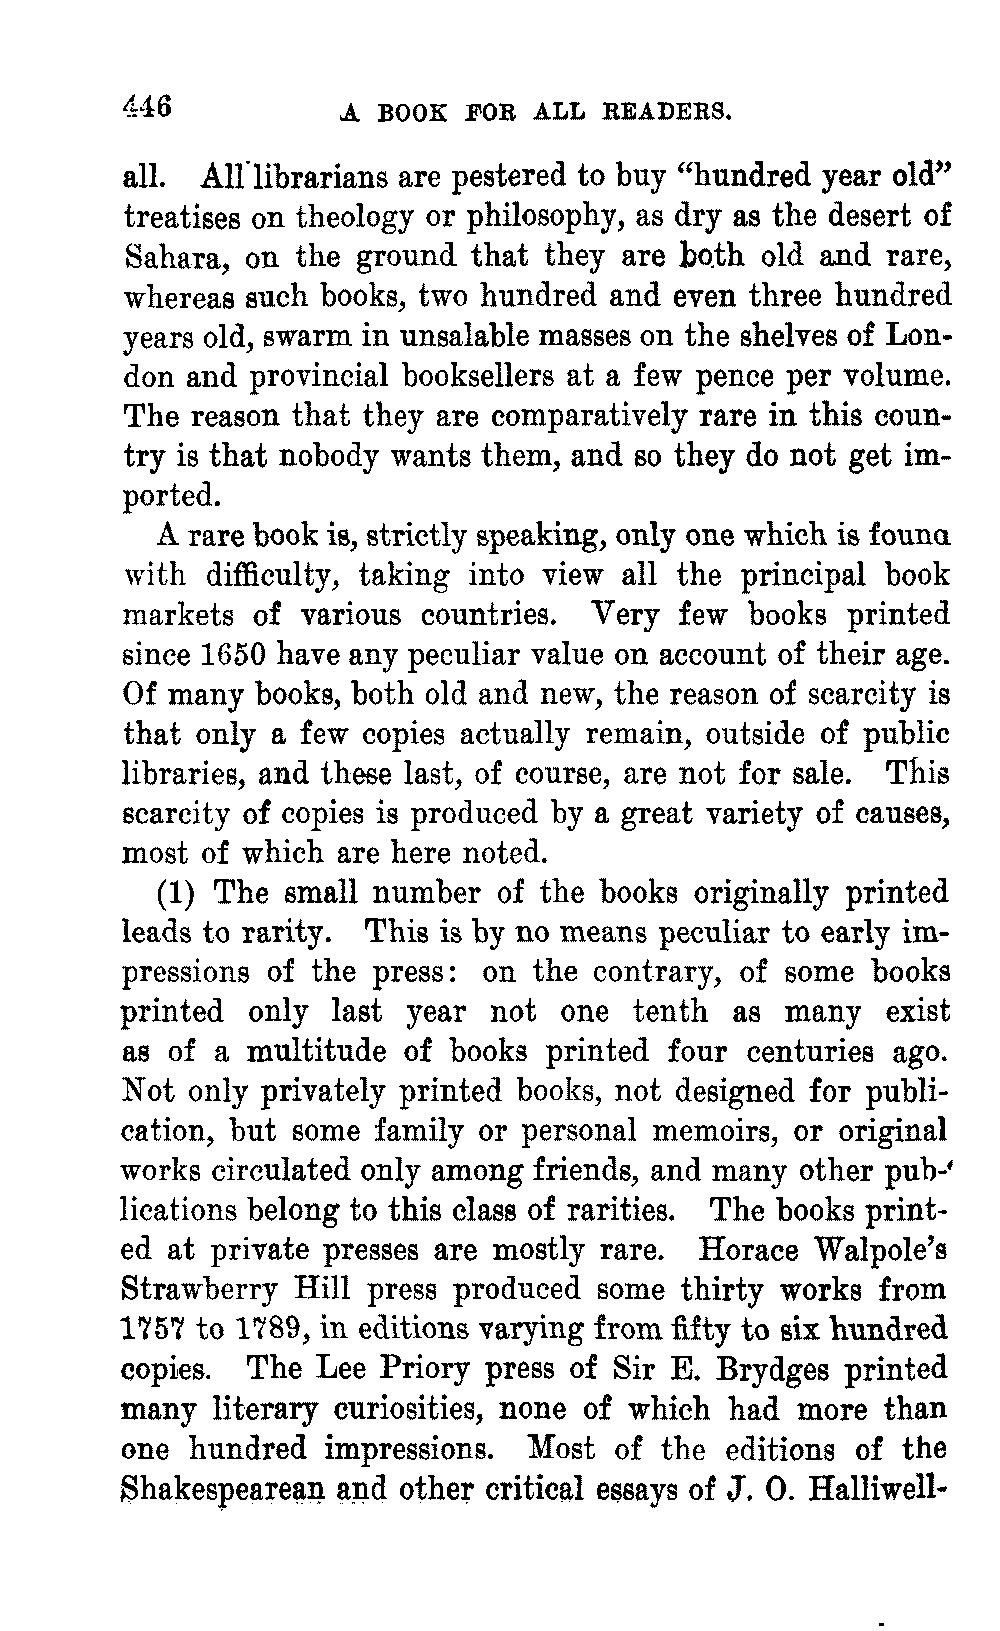 446 A BOOK FOR ALL READERS.
all. All librarians are pestered to buy “hundred year old”
treatises on theology or philosophy, as dry as the desert of
Sahara, on the ground that they are both old and rare,
whereas such books, two hundred and even three hundred
years old, swarm in unsalable masses on the shelves of Lon-
don and provincial booksellers at a few pence per volume.
The reason that they are comparatively rare in this coun-
try is that nobody wants them, and so they do not get im-
ported.
A rare book is, strictly speaking, only one which is found
with difficulty, taking into view all the principal book
markets of various countries. Very few books printed
since 1650 have any peculiar value on account of their age.
Of many books, both old and new, the reason of scarcity is
that only a few copies actually remain, outside of public
libraries, and these last, of course, are not for sale. This
scarcity of copies is produced by a great variety of causes,
most of which are here noted.
(1) The small number of the books originally printed
leads to rarity. This is by no means peculiar to early im-
pressions of the press: on the contrary, of some books
printed only last year not one tenth as many exist
as of a multitude of books printed four centuries ago.
Not only privately printed books, not designed for publi-
cation, but some family or personal memoirs, or original
works circulated only among friends, and many other pub-
lications belong to this class of rarities. The books print-
ed at private presses are mostly rare. Horace Walpole’s
Strawberry Hill press produced some thirty works from
1757 to 1789, in editions varying from fifty to six hundred
copies. The Lee Priory press of Sir E. Brydges printed
many literary curiosities, none of which had more than
one hundred impressions. Most of the editions of the
Shakespearean and other critical essays of J. O. Halliwell-